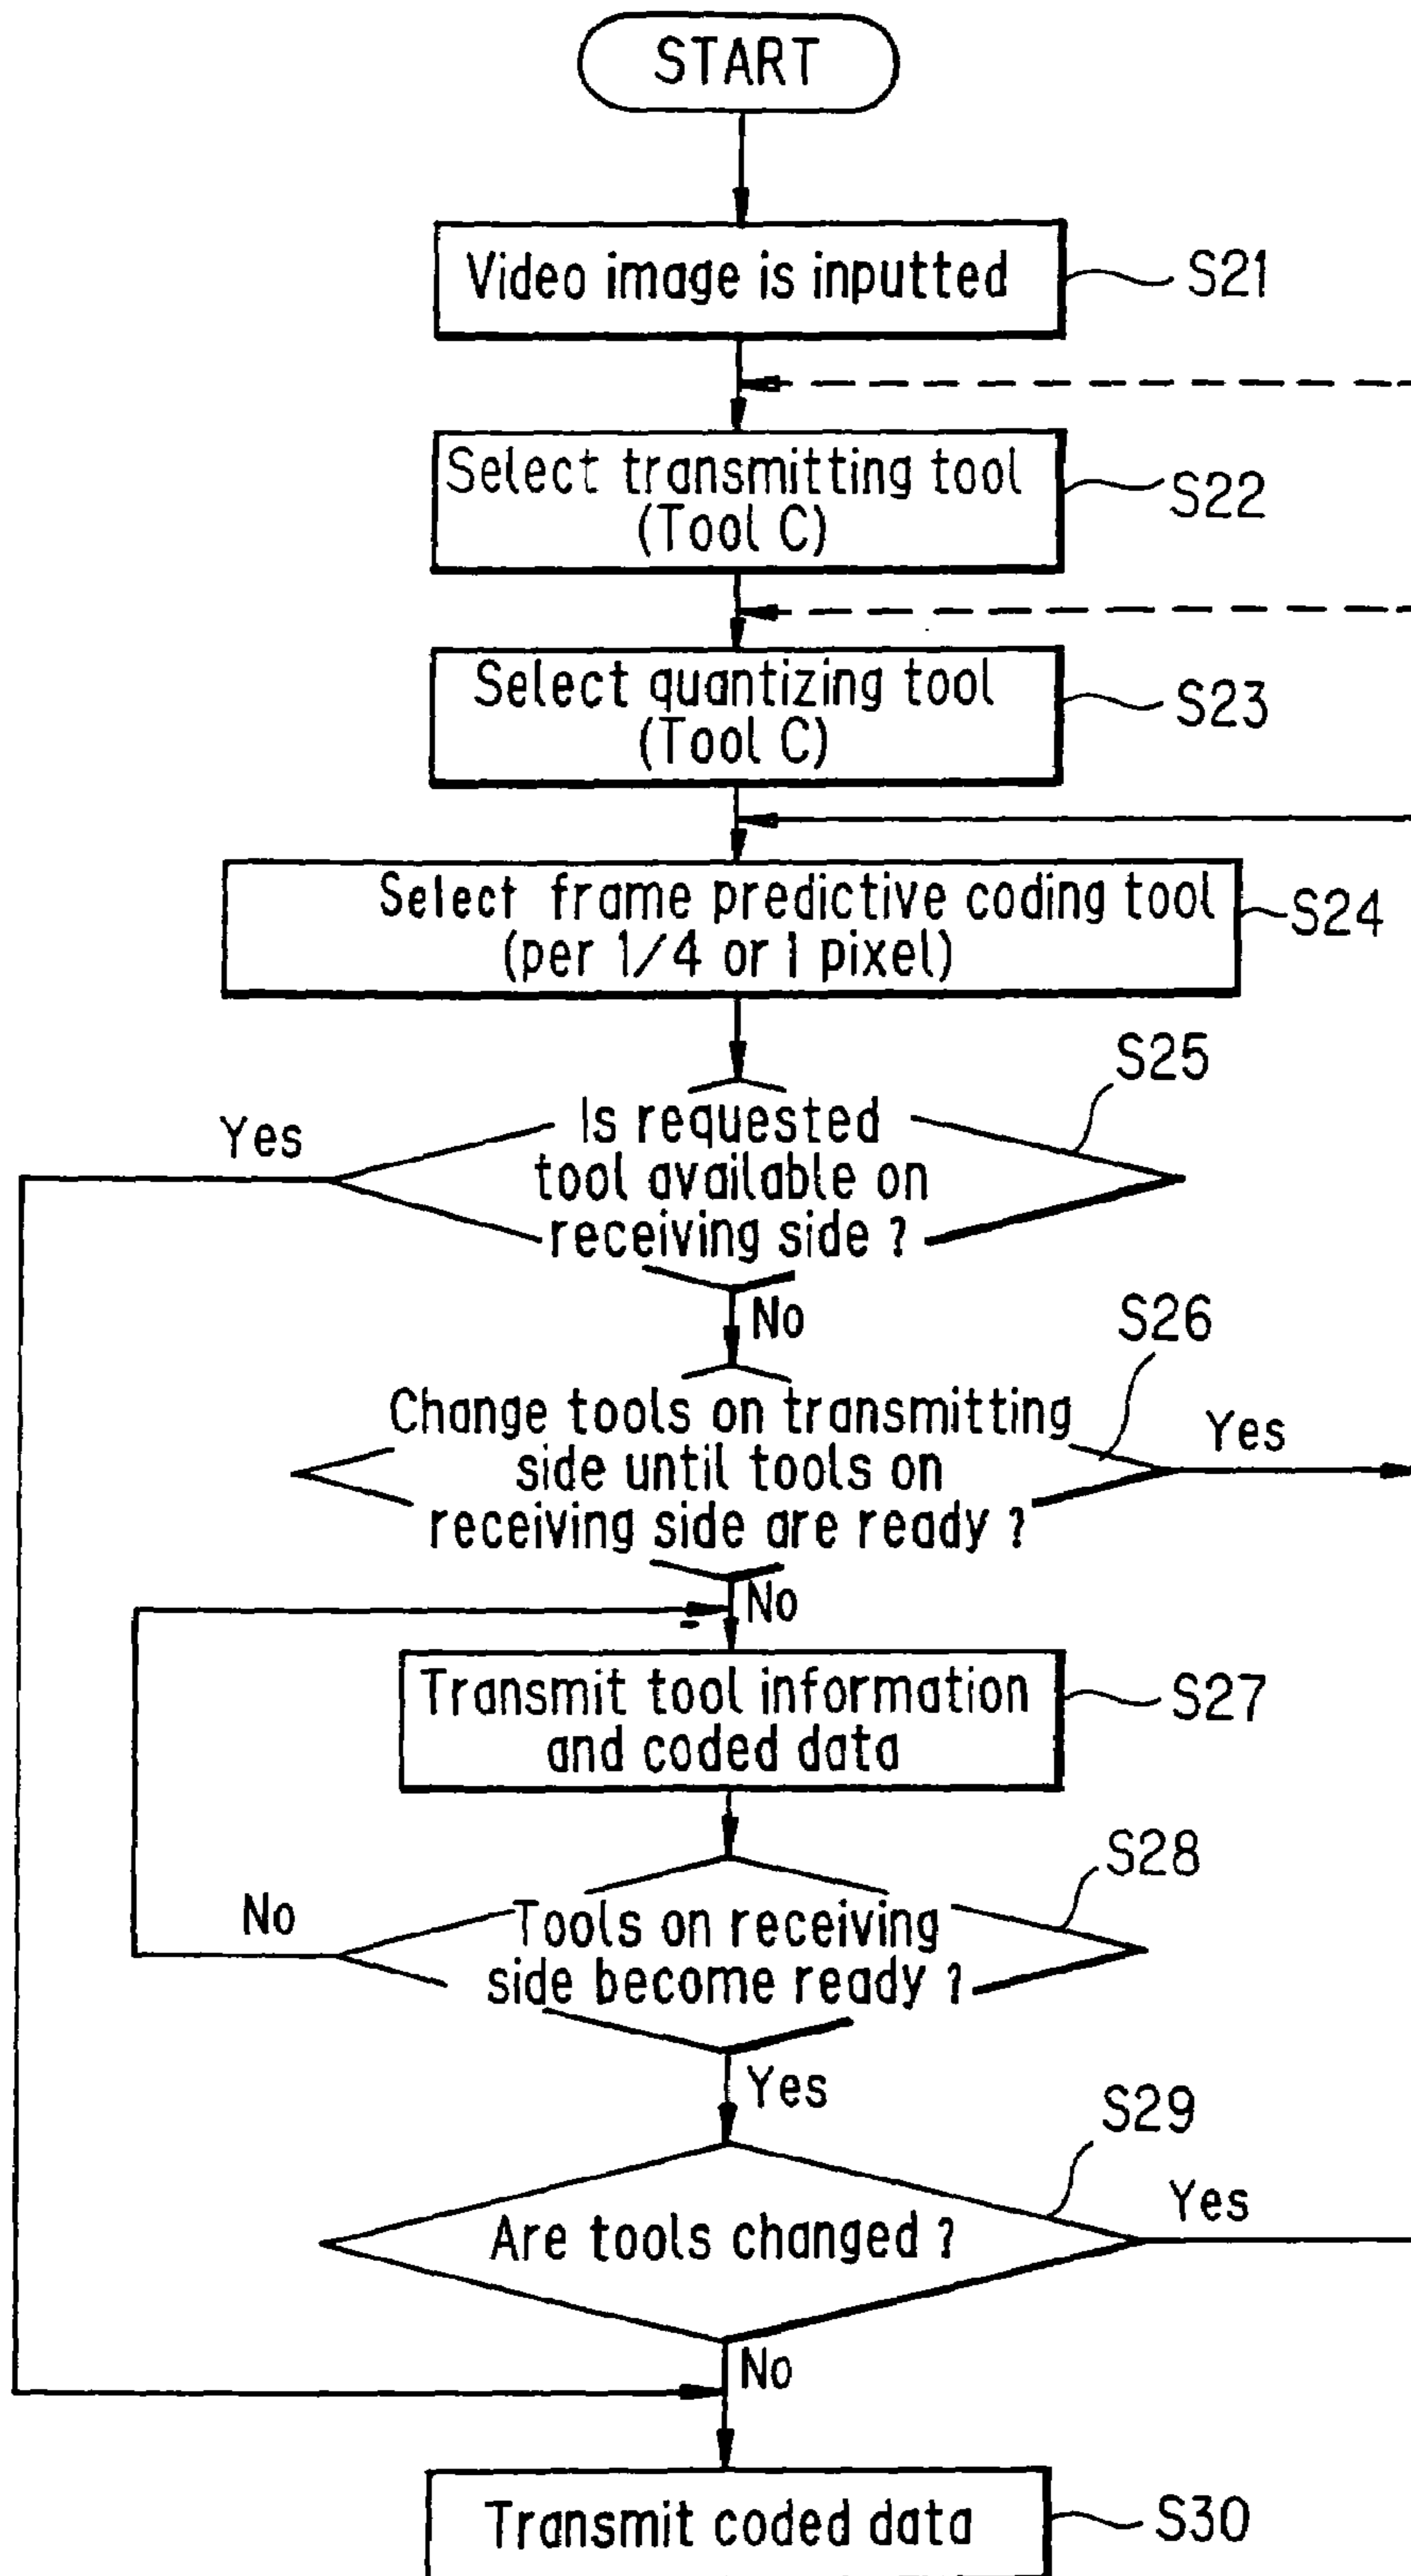 START
Video image is inputted
S21
Select transmitting tool
(Tool C)
S22
Select quantizing tool
(Tool C)
S23
Select frame predictive coding tool
(per 1/4 or 1 pixel)
S24
S25
Yes
Is requested
tool available on
receiving side ?
No
S26
Change tools on transmitting
side until tools on
receiving side are ready ?
Yes
No
Transmit tool information
and coded data
S27
S28
No
Tools on receiving
side become ready ?
Yes
S29
Are tools changed ?
Yes
No
Transmit coded data
S30